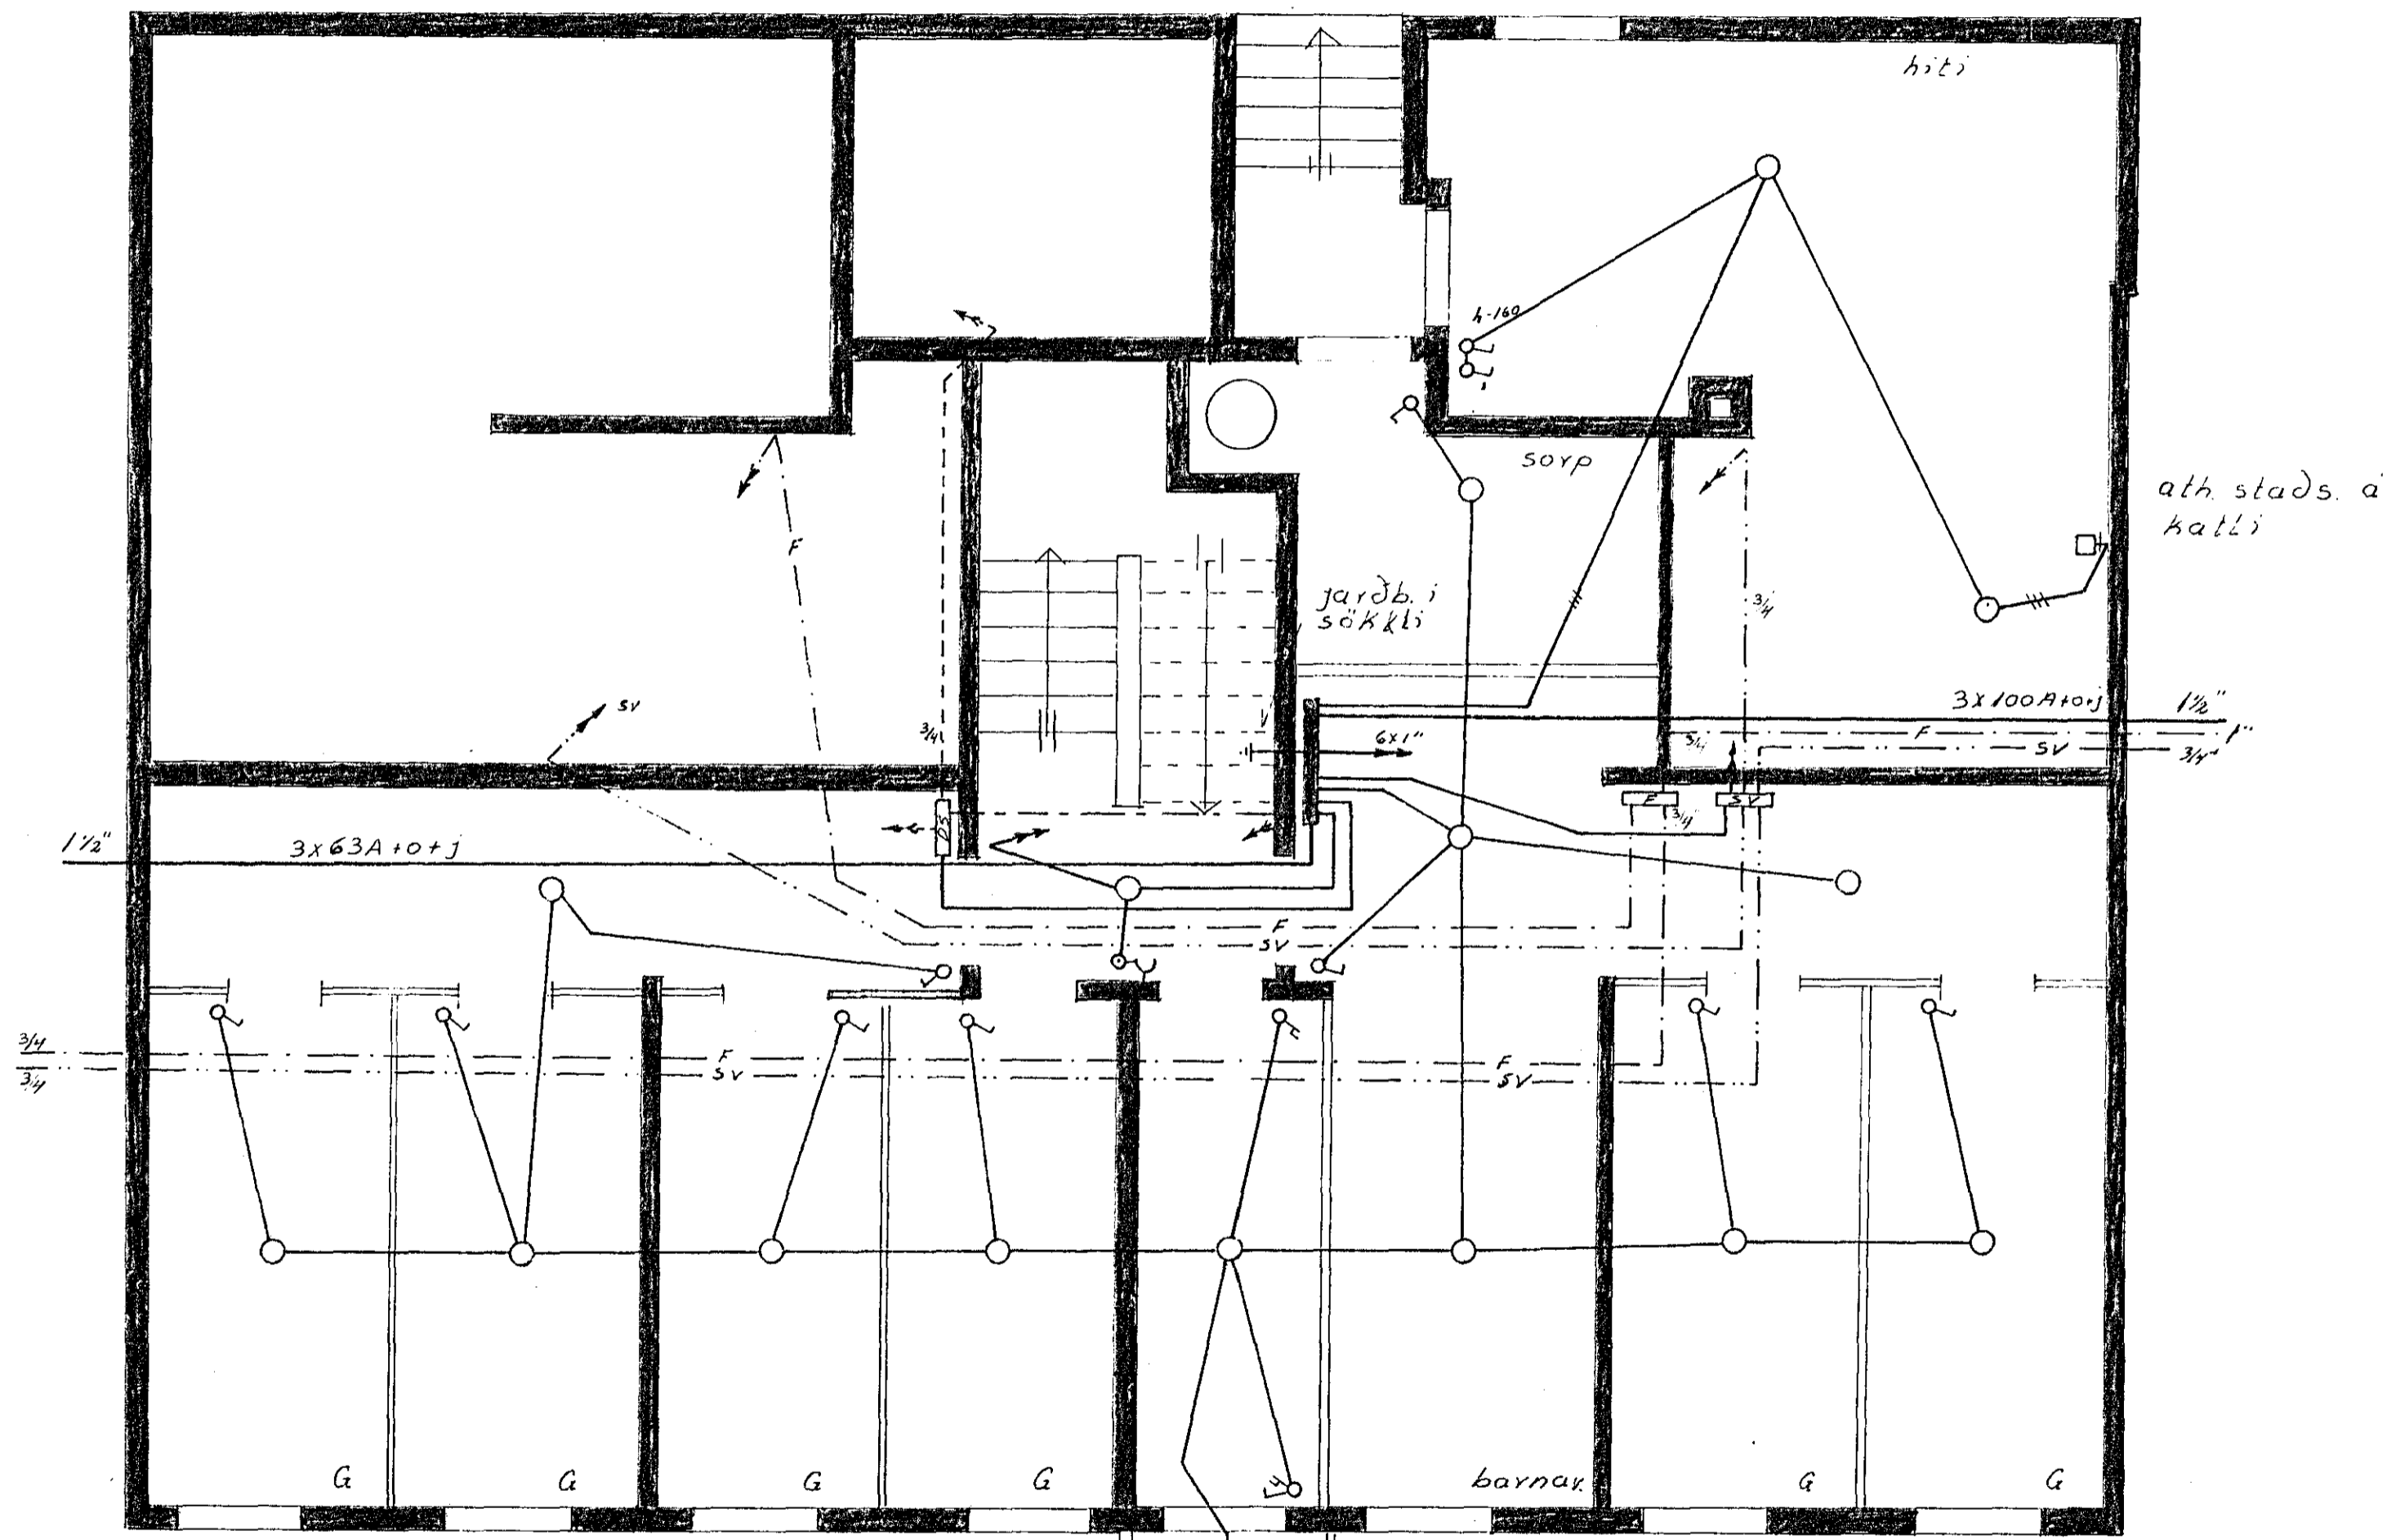 hiti
h-160
sorp
ath. stads. á
katli
F
jarðb. í
sökkli
3/4
SV
3/4
3x100A+0+j
1½"
6x1"
3/4
F
1"
SV
3/4"
F
SV
DS
3/4"
1½"
3x63A+0+j
F
SV
3/4
3/4
F
SV
F
SV
G
G
G
G
barnav.
G
G